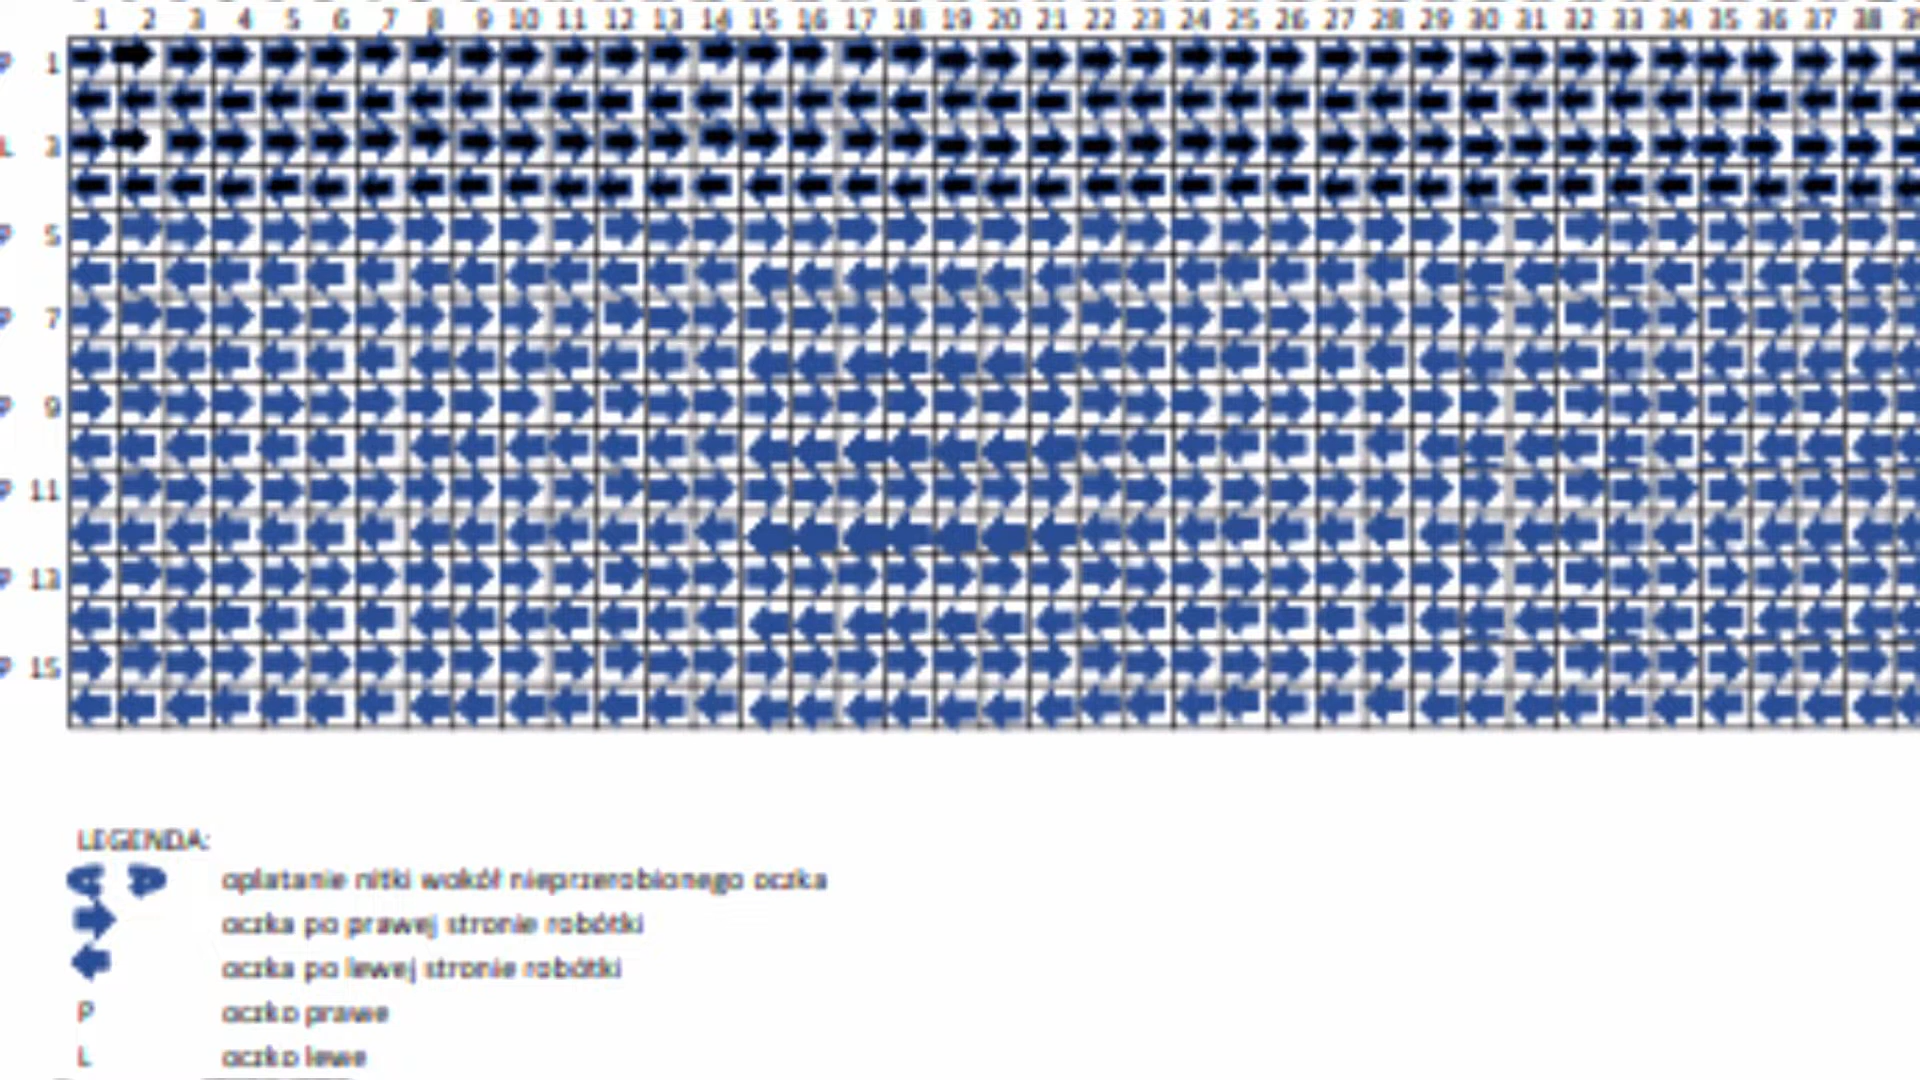 1 2 3 4 5 6 7 8 9 10 11 12 13 14 15 16 17 18 19 20 21 22 23 24 25 26 27 28 29 30 31 32 33 34 35 36 37 38 39
P 1
L 3
P 5
P 7
P 9
P 11
P 13
P 15
LEGENDA:
oplatanie nitki wokół nieprzerobionego oczka
oczka po prawej stronie robótki
oczka po lewej stronie robótki
P oczko prawe
L oczko lewe